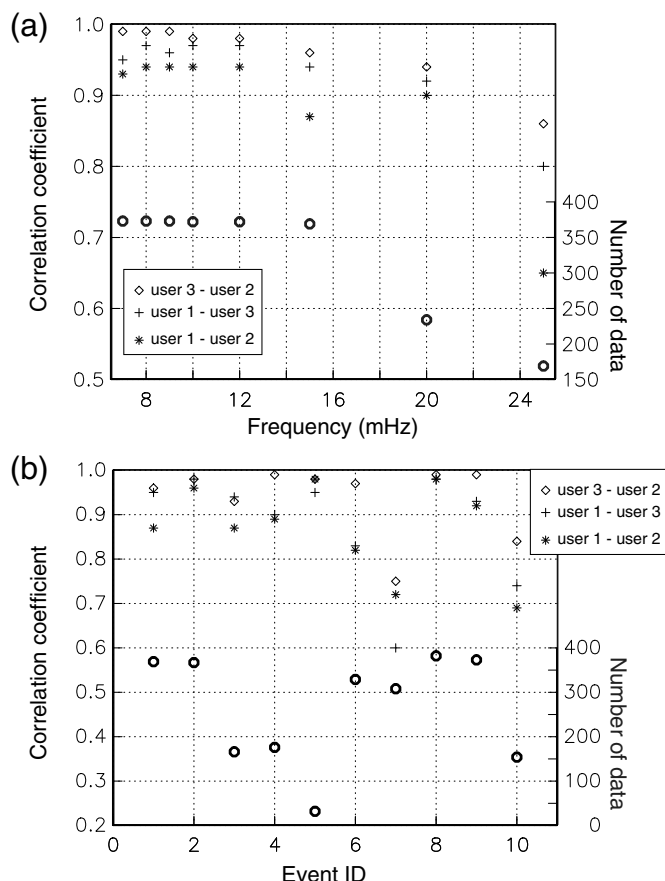 (a)
1.0
0.9
0.8
0.7
0.6
0.5
Correlation coefficient
400
350
300
250
200
150
Number of data
user 3 - user 2
user 1 - user 3
user 1 - user 2
8
12
16
20
24
Frequency (mHz)
(b)
1.0
0.9
0.8
0.7
0.6
0.5
0.4
0.3
0.2
Correlation coefficient
user 3 - user 2
user 1 - user 3
user 1 - user 2
400
300
200
100
0
Number of data
0
2
4
6
8
10
Event ID